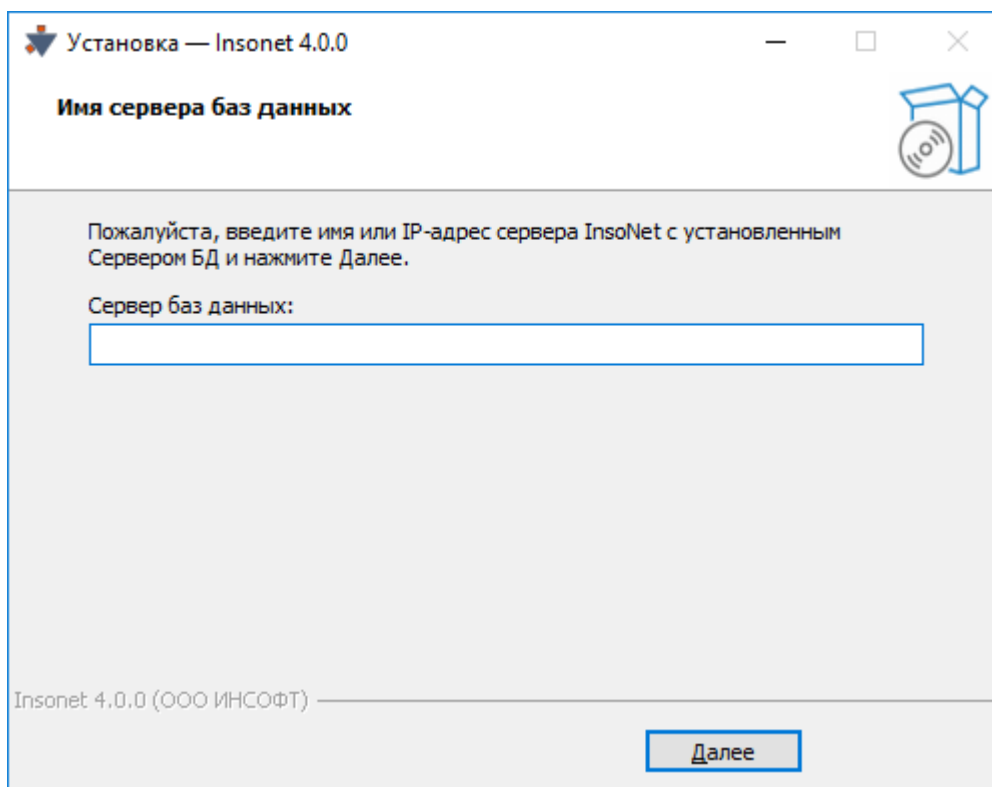 Установка — Insonet 4.0.0
Имя сервера баз данных
Пожалуйста, введите имя или IP-адрес сервера InsoNet с установленным
Сервером БД и нажмите Далее.
Сервер баз данных:
Insonet 4.0.0 (ООО ИНСОФТ)
Далее